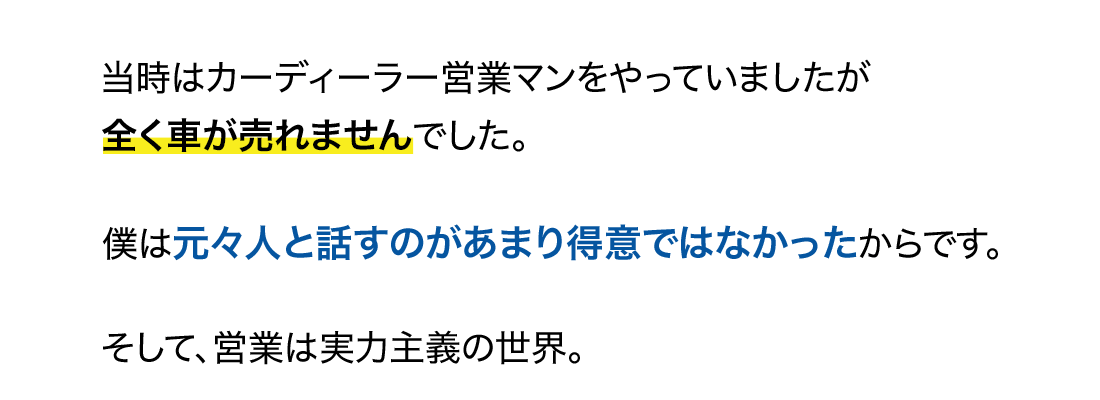 当時はカーディーラー営業マンをやっていましたが
全く車が売れませんでした。
僕は元々人と話すのがあまり得意ではなかったからです。
そして、営業は実力主義の世界。